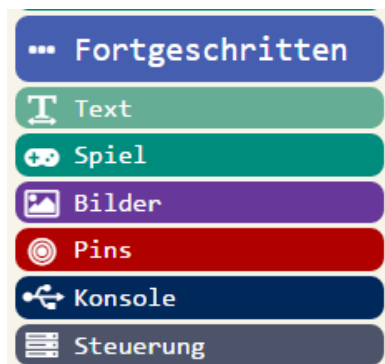 Fortgeschritten
Text
Spiel
Bilder
Pins
Konsole
Steuerung